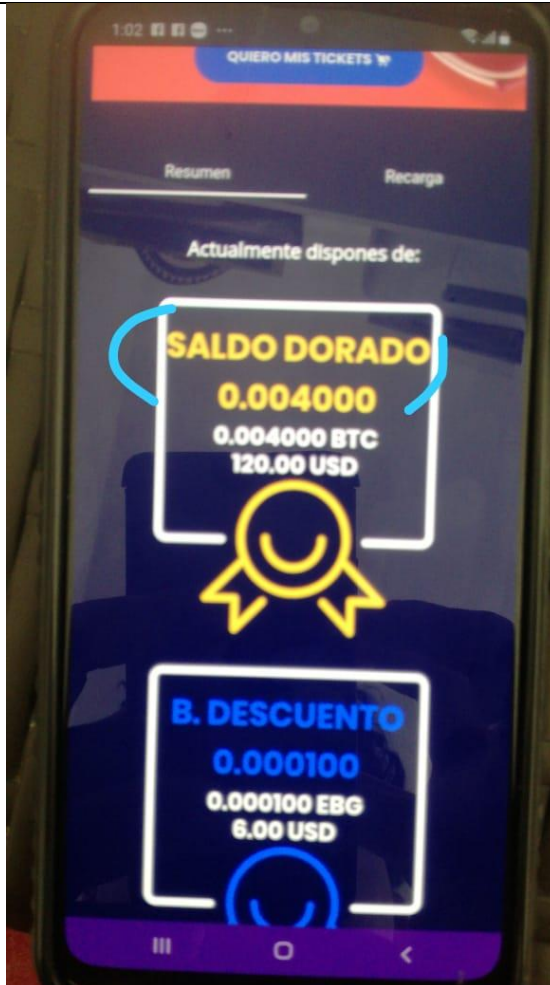 1:02
QUIERO MIS TICKETS
Resumen
Recarga
Actualmente dispones de:
SALDO DORADO
0.004000
0.004000 BTC
120.00 USD
B. DESCUENTO
0.000100
0.000100 EBG
6.00 USD